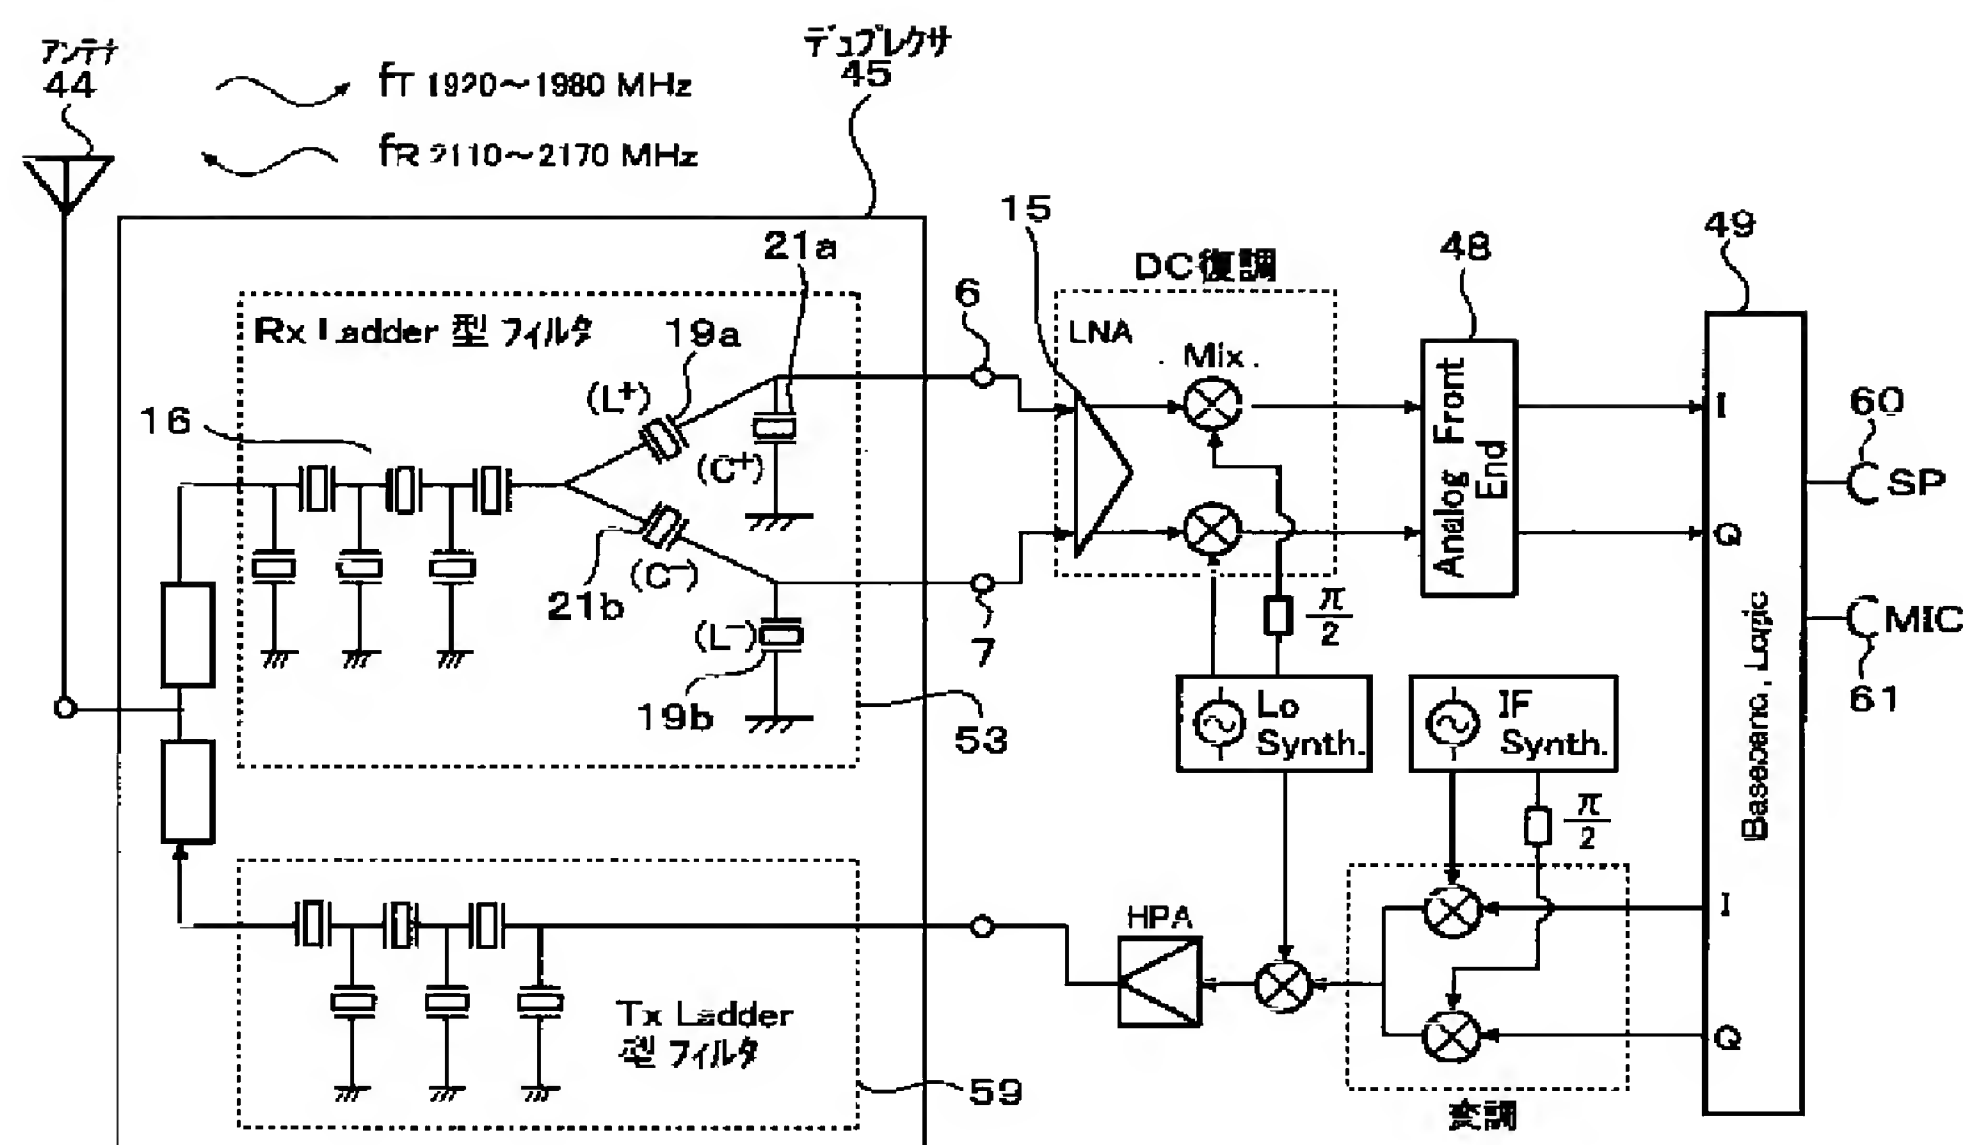 アンテナ
44
fT 1920～1980 MHz
fR 2110～2170 MHz
デュプレクサ
45
Rx Ladder 型 フィルタ
16
(L+)
19a
21a
(C+)
21b
(C−)
(L−)
19b
53
6
7
15
DC復調
LNA
Mix.
48
Analog Front
End
49
I
Q
Baseband, Logic
60
SP
MIC
61
π
2
Lo
Synth.
IF
Synth.
π
2
I
Q
変調
HPA
Tx Ladder
型 フィルタ
59